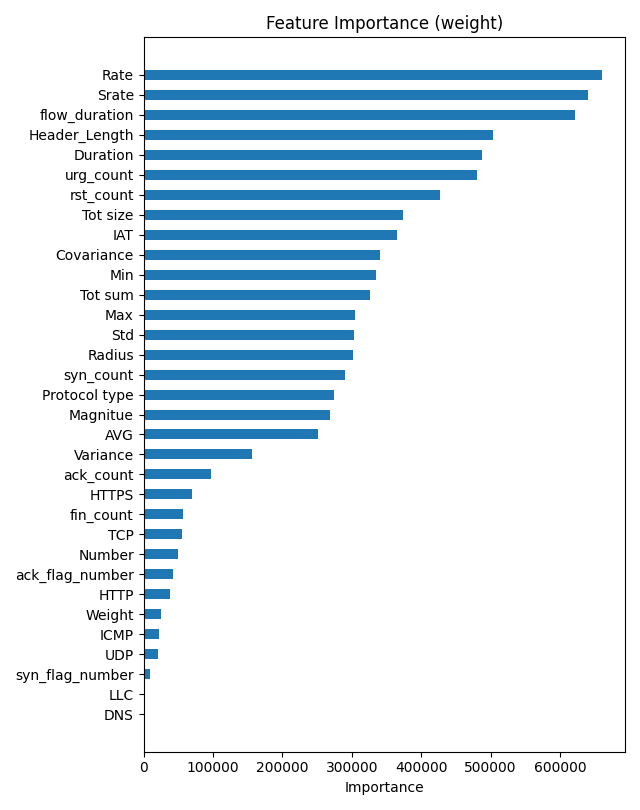 Feature Importance (weight)
Rate
Srate
flow_duration
Header_Length
Duration
urg_count
rst_count
Tot size
IAT
Covariance
Min
Tot sum
Max
Std
Radius
syn_count
Protocol type
Magnitue
AVG
Variance
ack_count
HTTPS
fin_count
TCP
Number
ack_flag_number
HTTP
Weight
ICMP
UDP
syn_flag_number
LLC
DNS
0 100000 200000 300000 400000 500000 600000
Importance